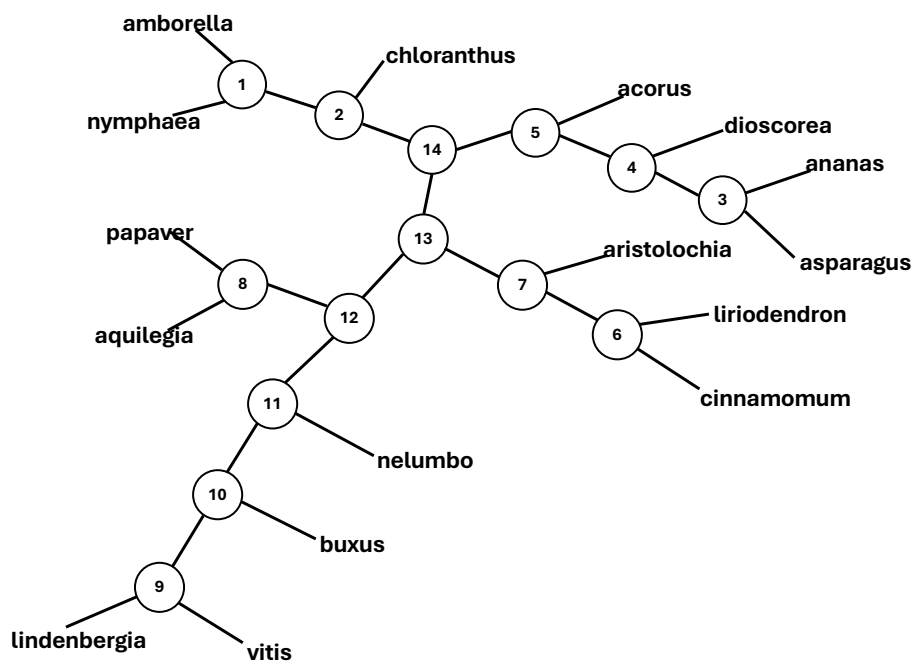 amborella
chloranthus
1
acorus
2
nymphaea
dioscorea
5
14
ananas
4
3
papaver
13
aristolochia
asparagus
8
7
liriodendron
12
aquilegia
6
cinnamomum
11
nelumbo
10
buxus
9
lindenbergia
vitis